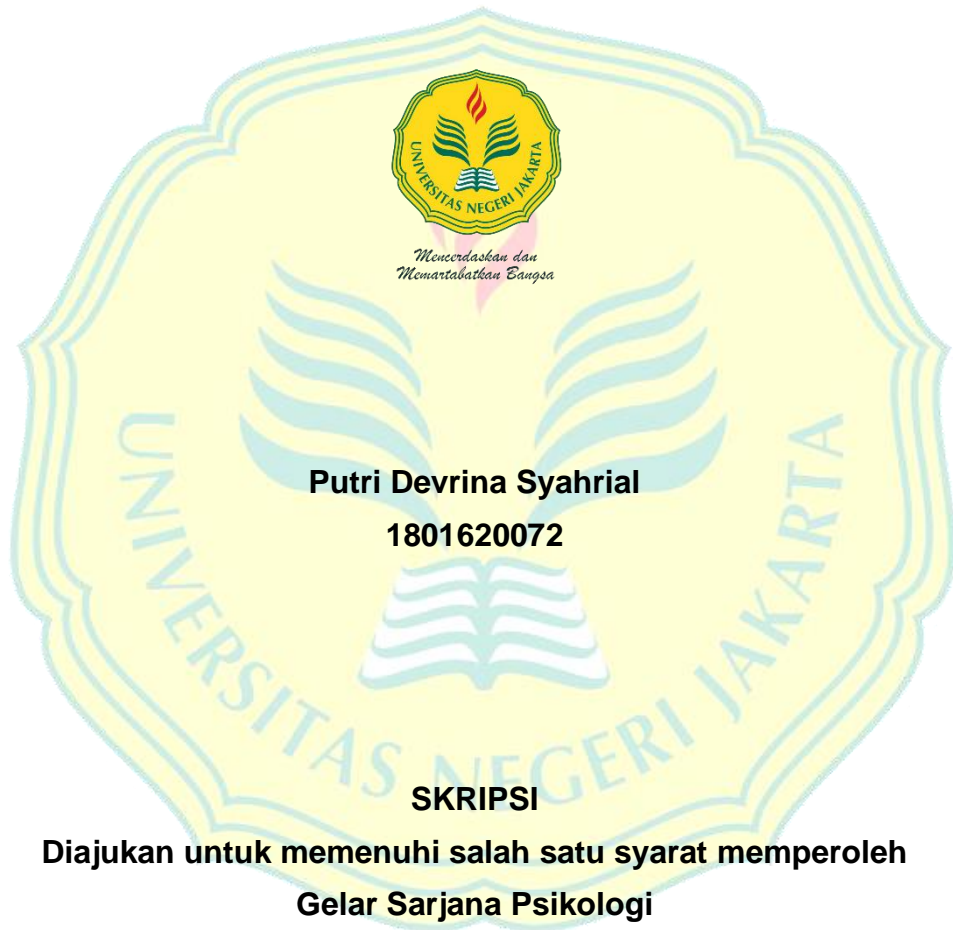 UNIVERSITAS NEGERI JAKARTA
Mencerdaskan dan
Memartabatkan Bangsa
UNIVERSITAS NEGERI JAKARTA
Putri Devrina Syahrial
1801620072
SKRIPSI
Diajukan untuk memenuhi salah satu syarat memperoleh
Gelar Sarjana Psikologi